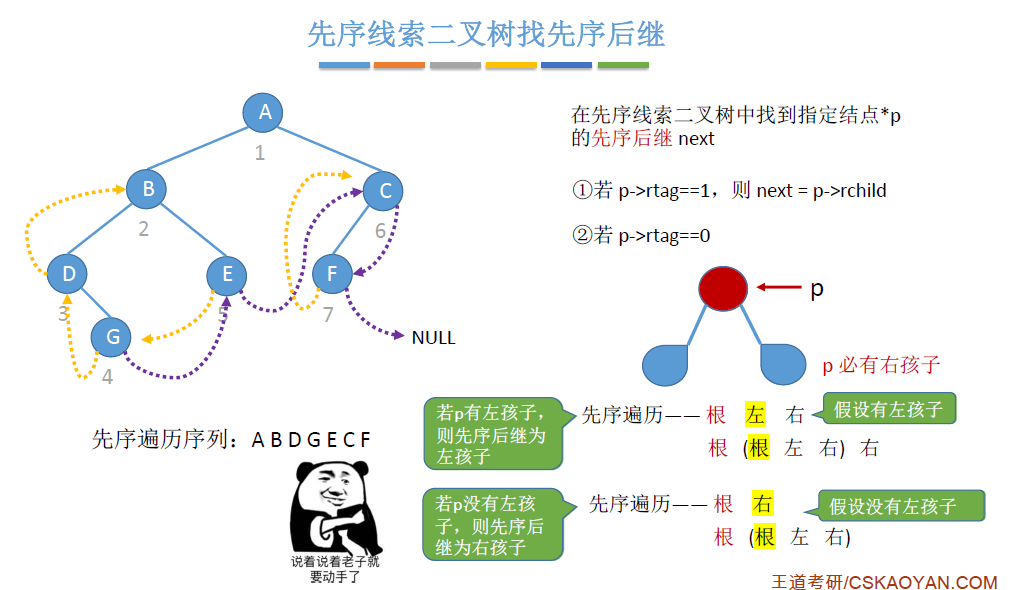 先序线索二叉树找先序后继
A
1
B
2
C
6
D
3
E
5
F
7
G
4
NULL
先序遍历序列：A B D G E C F
说着说着老子就
要动手了
在先序线索二叉树中找到指定结点*p
的先序后继 next
①若 p->rtag==1，则 next = p->rchild
②若 p->rtag==0
p
p 必有右孩子
若p有左孩子，
则先序后继为
左孩子
先序遍历—— 根 左 右
假设有左孩子
根 (根 左 右) 右
若p没有左孩
子，则先序后
继为右孩子
先序遍历—— 根 右
假设没有左孩子
根 (根 左 右)
王道考研/CSKAOYAN.COM